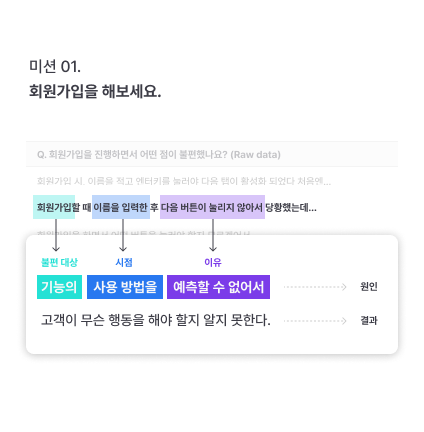 미션 01.
회원가입을 해보세요.
Q. 회원가입을 진행하면서 어떤 점이 불편했나요? (Raw data)
회원가입 시, 이름을 적고 엔터키를 눌러야 다음 탭이 활성화 되었다 처음엔...
회원가입할 때 이름을 입력한 후 다음 버튼이 눌리지 않아서 당황했는데...
불편 대상 시점 이유
기능의 사용 방법을 예측할 수 없어서 원인
고객이 무슨 행동을 해야 할지 알지 못한다. 결과